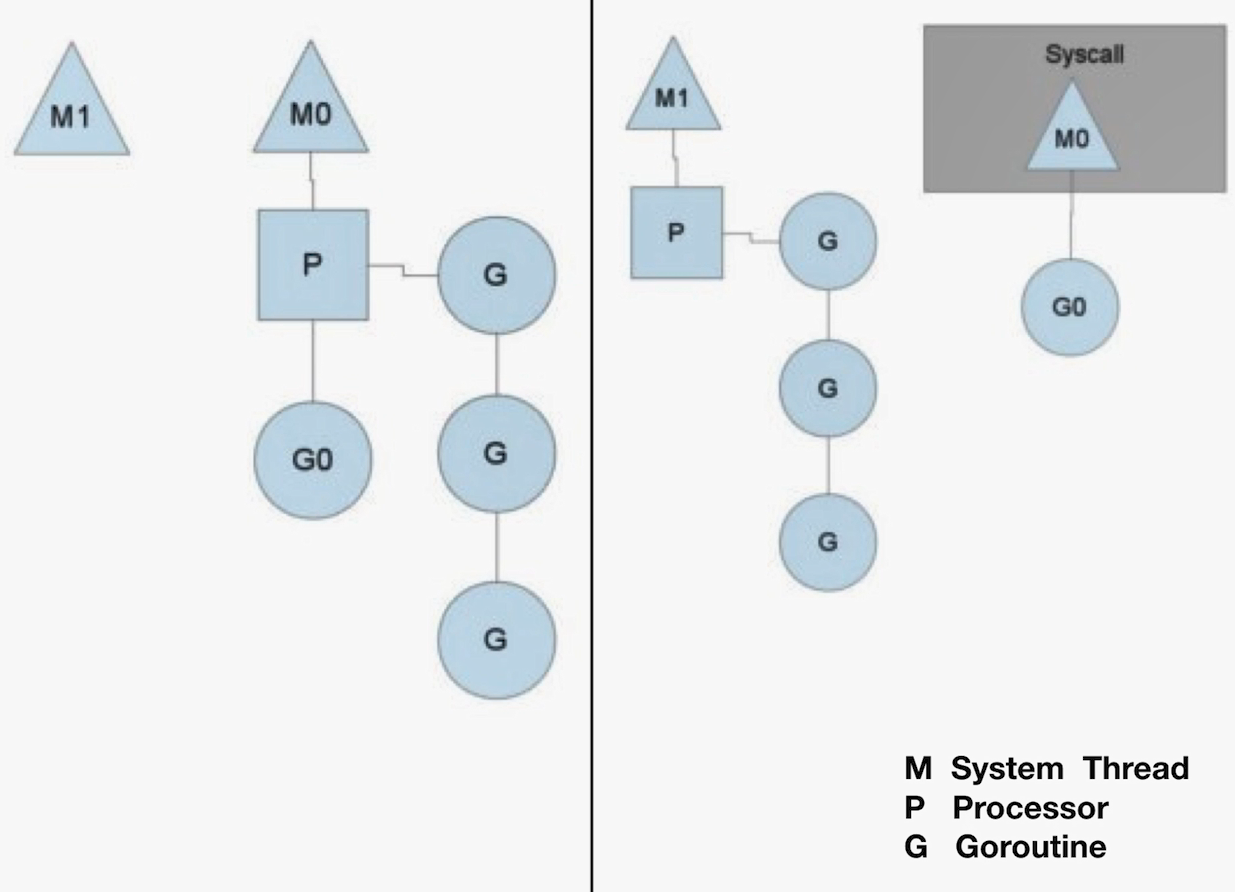 M1
M0
P
G
G0
G
G
M1
P
G
G
G
Syscall
M0
G0
M System Thread
P Processor
G Goroutine